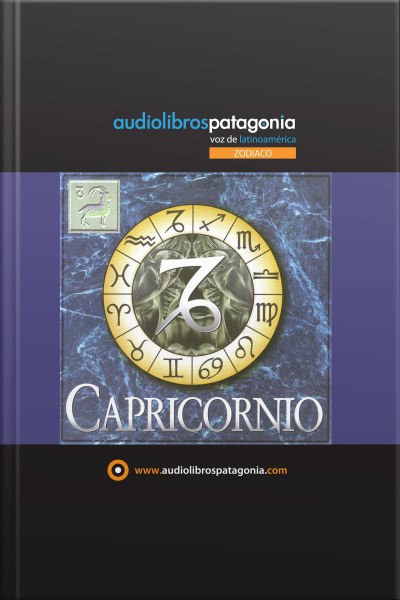 audiolibrospatagonia
voz de latinoamérica
ZODIACO
CAPRICORNIO
www.audiolibrospatagonia.com